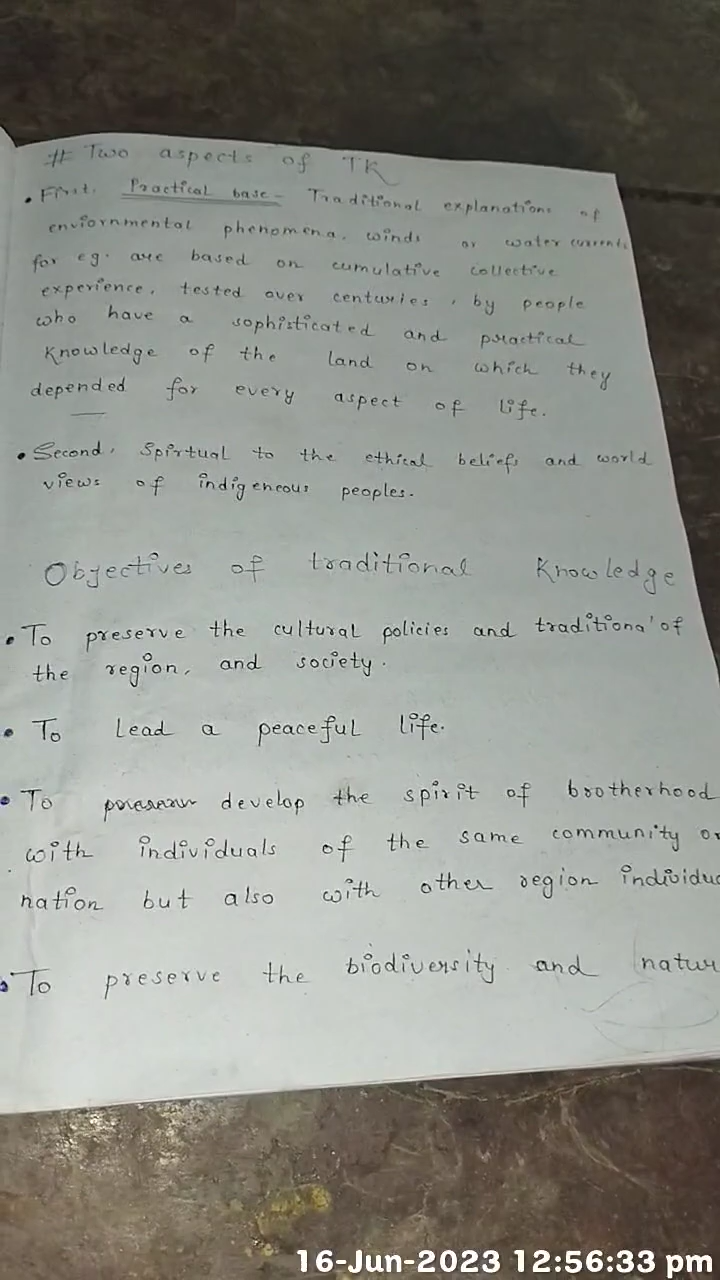 # Two aspects of TK
• First, Practical base - Traditional explanations of
enviornmental phenomena, winds or water currents
for eg. are based on cumulative collective
experience, tested over centuries, by people
who have a sophisticated and practical
Knowledge of the land on which they
depended for every aspect of life.
• Second, Spirtual to the ethical beliefs and world
views of indigeneous peoples.
Objectives of traditional Knowledge
• To preserve the cultural policies and traditions of
the region, and society.
• To Lead a peaceful life.
• To develop the spirit of brotherhood
with individuals of the same community or
nation but also with other region individu
• To preserve the biodiversity and natur
16-Jun-2023 12:56:33 pm